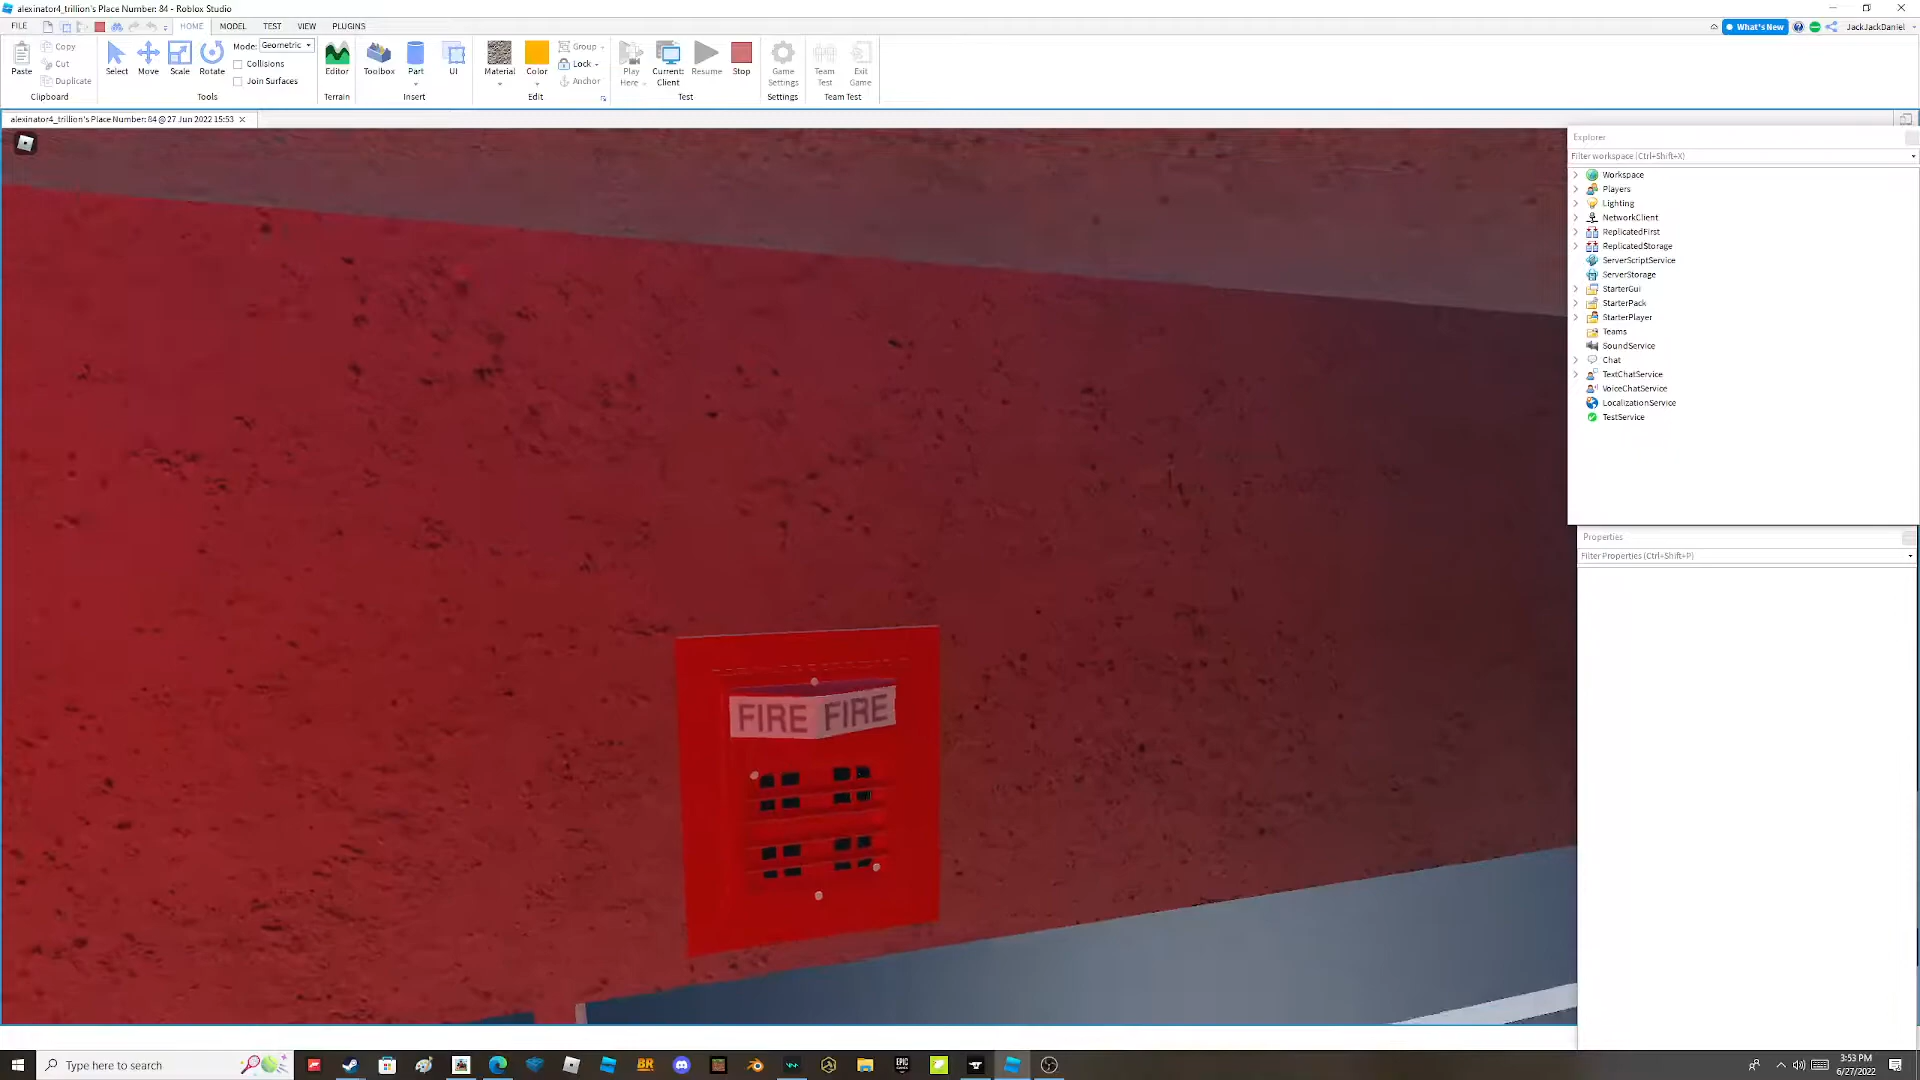 alexinator4_trillion's Place Number: 84 - Roblox Studio
FILE HOME MODEL TEST VIEW PLUGINS What's New JackJackDaniel
Paste Copy Cut Duplicate
Clipboard
Select Move Scale Rotate
Mode: Geometric
Collisions
Join Surfaces
Tools
Editor
Terrain
Toolbox Part UI
Insert
Material Color
Group
Lock
Anchor
Edit
Play Here
Current: Client
Resume Stop
Test
Game Settings
Settings
Team Test
Exit Game
Team Test
alexinator4_trillion's Place Number: 84 @ 27 Jun 2022 15:53
Explorer
Filter workspace (Ctrl+Shift+X)
Workspace
Players
Lighting
NetworkClient
ReplicatedFirst
ReplicatedStorage
ServerScriptService
ServerStorage
StarterGui
StarterPack
StarterPlayer
Teams
SoundService
Chat
TextChatService
VoiceChatService
LocalizationService
TestService
Properties
Filter Properties (Ctrl+Shift+P)
FIRE FIRE
Type here to search
BR
EPIC GAMES
3:53 PM
6/27/2022